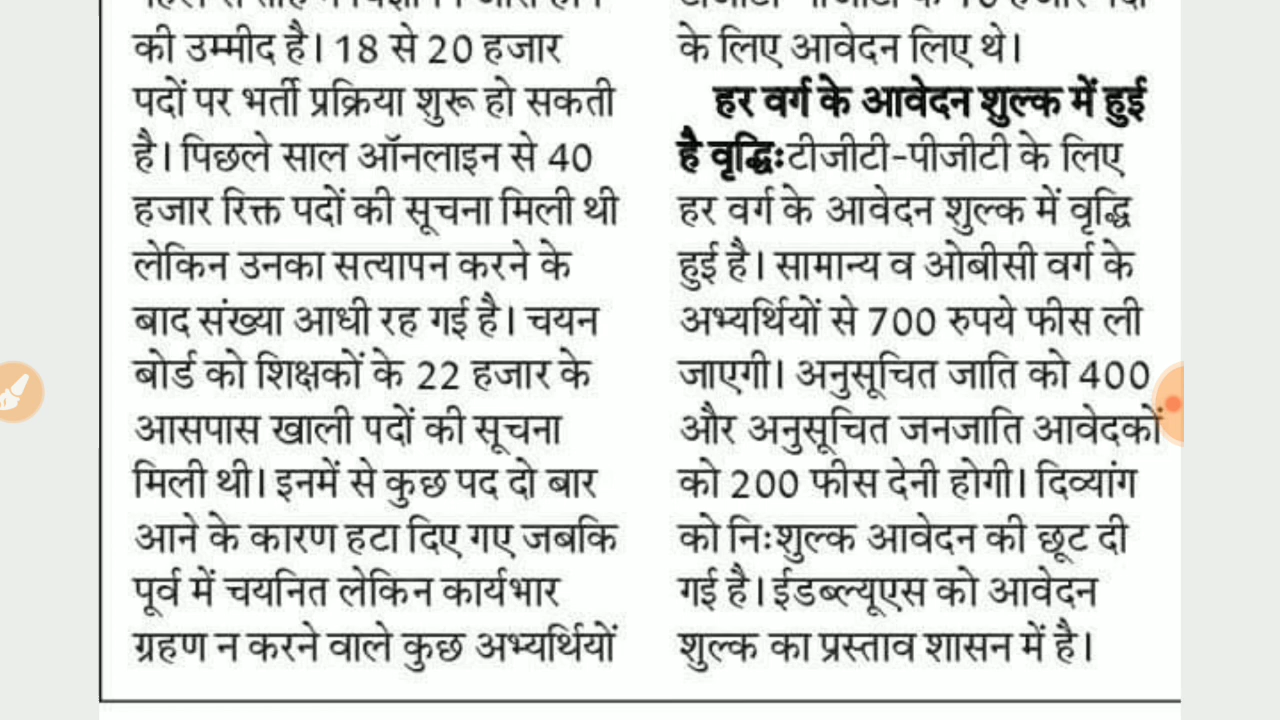 की उम्मीद है। 18 से 20 हजार
पदों पर भर्ती प्रक्रिया शुरू हो सकती
है। पिछले साल ऑनलाइन से 40
हजार रिक्त पदों की सूचना मिली थी
लेकिन उनका सत्यापन करने के
बाद संख्या आधी रह गई है। चयन
बोर्ड को शिक्षकों के 22 हजार के
आसपास खाली पदों की सूचना
मिली थी। इनमें से कुछ पद दो बार
आने के कारण हटा दिए गए जबकि
पूर्व में चयनित लेकिन कार्यभार
ग्रहण न करने वाले कुछ अभ्यर्थियों
के लिए आवेदन लिए थे।
हर वर्ग के आवेदन शुल्क में हुई
है वृद्धिः टीजीटी-पीजीटी के लिए
हर वर्ग के आवेदन शुल्क में वृद्धि
हुई है। सामान्य व ओबीसी वर्ग के
अभ्यर्थियों से 700 रुपये फीस ली
जाएगी। अनुसूचित जाति को 400
और अनुसूचित जनजाति आवेदकों
को 200 फीस देनी होगी। दिव्यांग
को निःशुल्क आवेदन की छूट दी
गई है। ईडब्ल्यूएस को आवेदन
शुल्क का प्रस्ताव शासन में है।